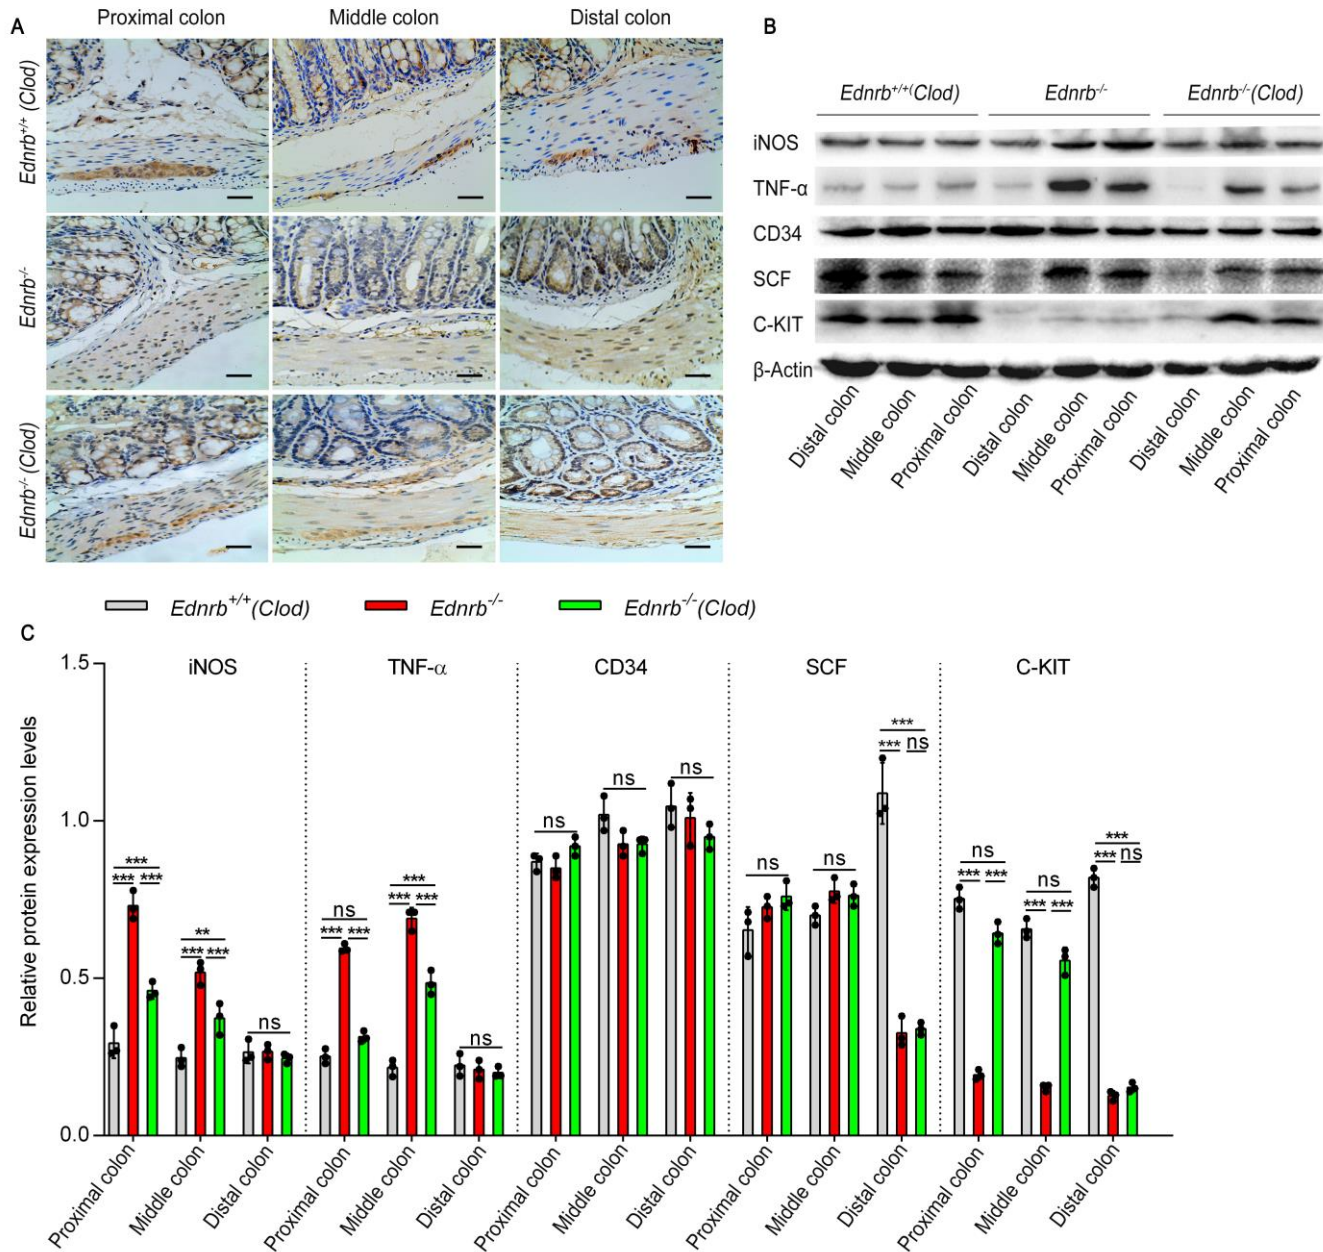 A
Proximal colon
Middle colon
Distal colon
Ednrb+/+ (Clod)
Ednrb-/-
Ednrb-/- (Clod)
B
Ednrb+/+(Clod)
Ednrb-/-
Ednrb-/-(Clod)
iNOS
TNF-α
CD34
SCF
C-KIT
β-Actin
Distal colon
Middle colon
Proximal colon
Distal colon
Middle colon
Proximal colon
Distal colon
Middle colon
Proximal colon
Ednrb+/+(Clod)
Ednrb-/-
Ednrb-/-(Clod)
C
Relative protein expression levels
1.5
1.0
0.5
0.0
iNOS
***
*** ***
**
*** ***
ns
TNF-α
ns
*** ***
***
*** ***
ns
CD34
ns
ns
ns
SCF
ns
ns
***
*** ns
C-KIT
ns
*** ***
ns
*** ***
***
*** ns
Proximal colon
Middle colon
Distal colon
Proximal colon
Middle colon
Distal colon
Proximal colon
Middle colon
Distal colon
Proximal colon
Middle colon
Distal colon
Proximal colon
Middle colon
Distal colon